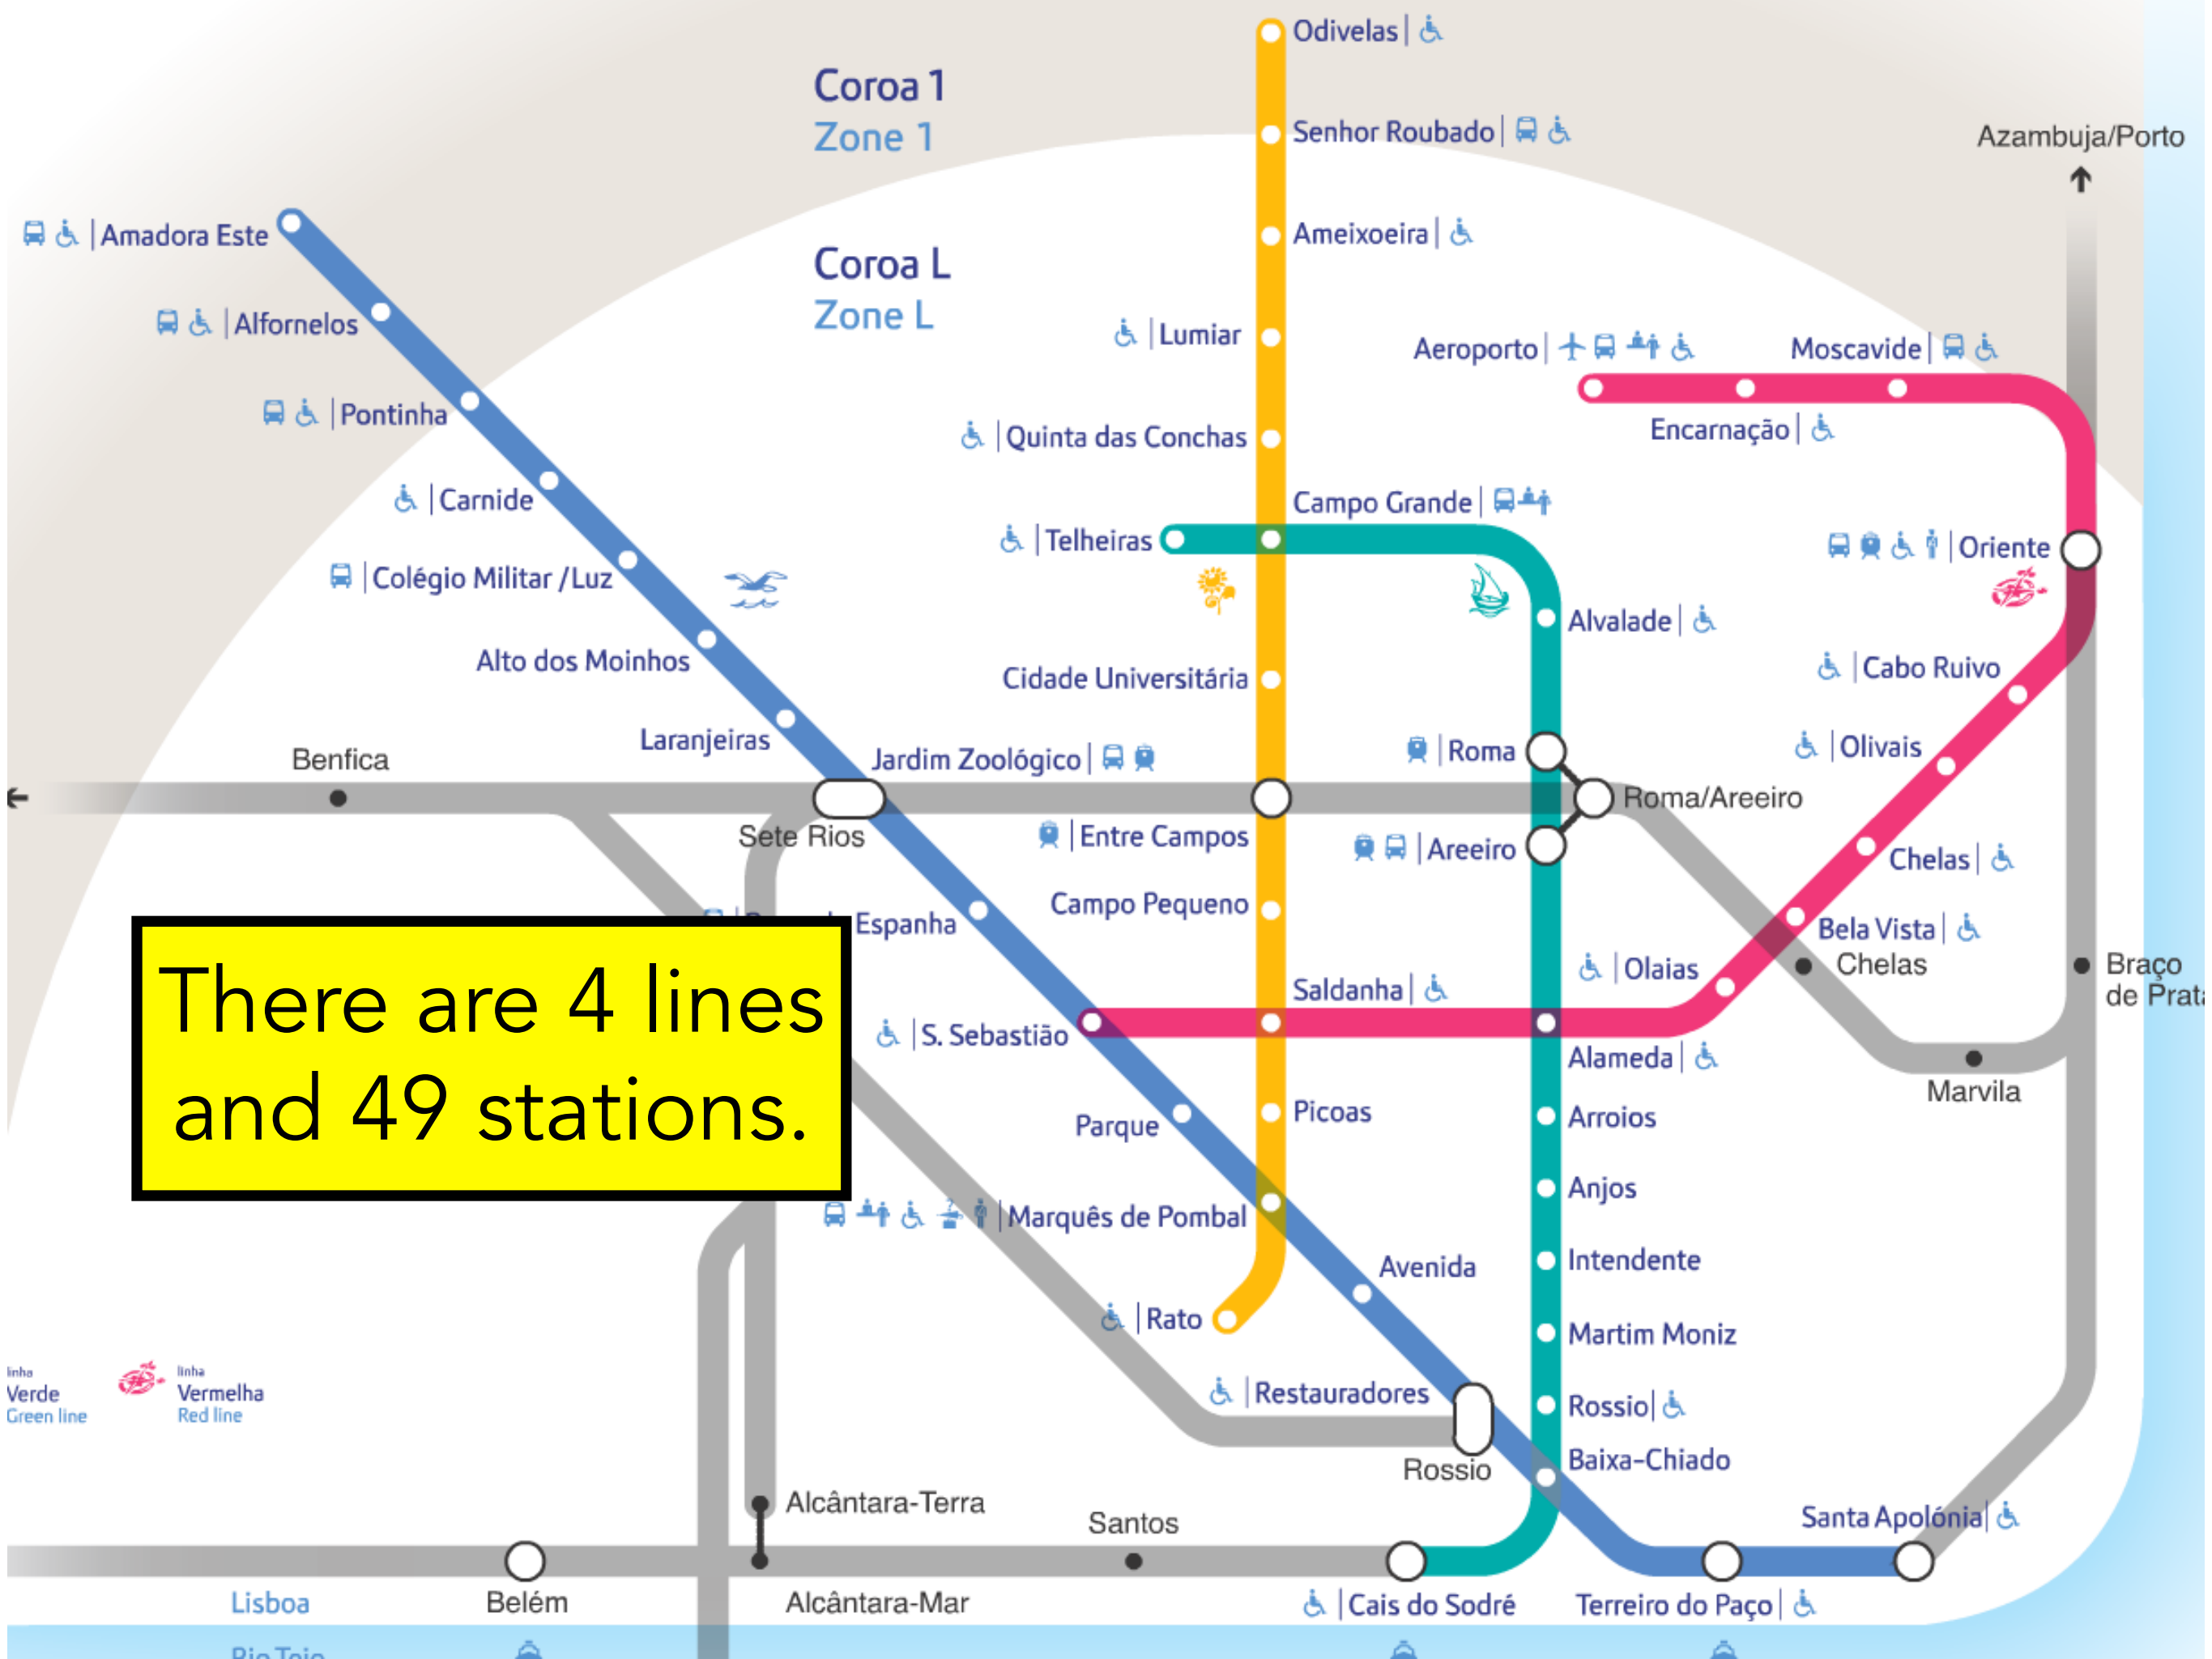 Odivelas
Coroa 1
Zone 1
Senhor Roubado
Azambuja/Porto
Amadora Este
Ameixoeira
Coroa L
Zone L
Alfornelos
Lumiar
Aeroporto
Moscavide
Pontinha
Quinta das Conchas
Encarnação
Carnide
Campo Grande
Telheiras
Oriente
Colégio Militar /Luz
Alvalade
Alto dos Moinhos
Cidade Universitária
Cabo Ruivo
Laranjeiras
Jardim Zoológico
Roma
Olivais
Benfica
Roma/Areeiro
Sete Rios
Entre Campos
Areeiro
Chelas
Espanha
Campo Pequeno
Bela Vista
Olaias
Chelas
Braço
de Prata
There are 4 lines
and 49 stations.
Saldanha
S. Sebastião
Alameda
Marvila
Parque
Picoas
Arroios
Anjos
Marquês de Pombal
Avenida
Intendente
Rato
Martim Moniz
linha
Verde
Green line
linha
Vermelha
Red line
Restauradores
Rossio
Rossio
Baixa-Chiado
Alcântara-Terra
Santos
Santa Apolónia
Lisboa
Belém
Alcântara-Mar
Cais do Sodré
Terreiro do Paço
Rio Tejo